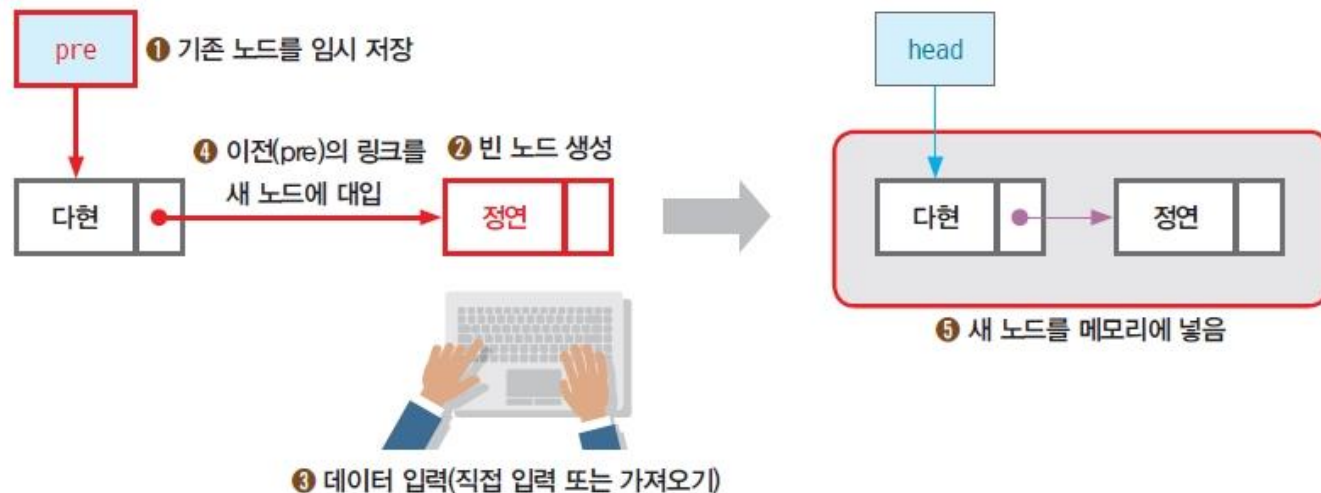 pre
❶ 기존 노드를 임시 저장
head
❹ 이전(pre)의 링크를
새 노드에 대입
❷ 빈 노드 생성
다현
정연
다현
정연
❺ 새 노드를 메모리에 넣음
❸ 데이터 입력(직접 입력 또는 가져오기)